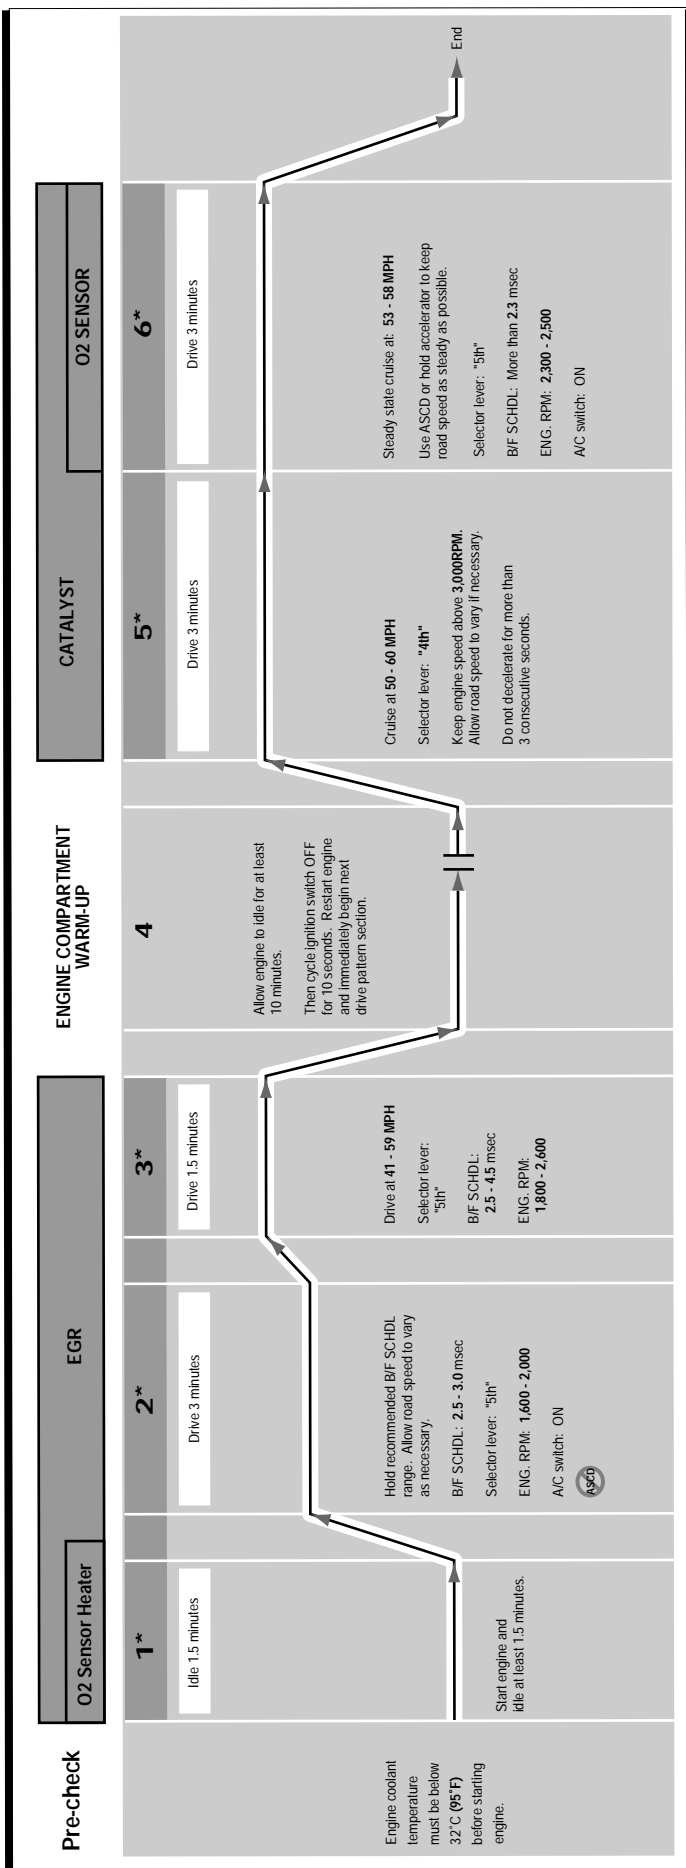 Pre-check
Engine coolant
temperature
must be below
32˚C (95˚F)
before starting
engine.
EGR
O2 Sensor Heater
1*
Idle 1.5 minutes
Start engine and
idle at least 1.5 minutes.
2*
Drive 3 minutes
Hold recommended B/F SCHDL
range. Allow road speed to vary
as necessary.
B/F SCHDL: 2.5 - 3.0 msec
Selector lever: "5th"
ENG. RPM: 1,600 - 2,000
A/C switch: ON
ASCD
3*
Drive 1.5 minutes
Drive at 41 - 59 MPH
Selector lever:
"5th"
B/F SCHDL:
2.5 - 4.5 msec
ENG. RPM:
1,800 - 2,600
ENGINE COMPARTMENT
WARM-UP
4
Allow engine to idle for at least
10 minutes.
Then cycle ignition switch OFF
for 10 seconds. Restart engine
and immediately begin next
drive pattern section.
CATALYST
5*
Drive 3 minutes
Cruise at 50 - 60 MPH
Selector lever: "4th"
Keep engine speed above 3,000RPM.
Allow road speed to vary if necessary.
Do not decelerate for more than
3 consecutive seconds.
O2 SENSOR
6*
Drive 3 minutes
Steady state cruise at: 53 - 58 MPH
Use ASCD or hold accelerator to keep
road speed as steady as possible.
Selector lever: "5th"
B/F SCHDL: More than 2.3 msec
ENG. RPM: 2,300 - 2,500
A/C switch: ON
End